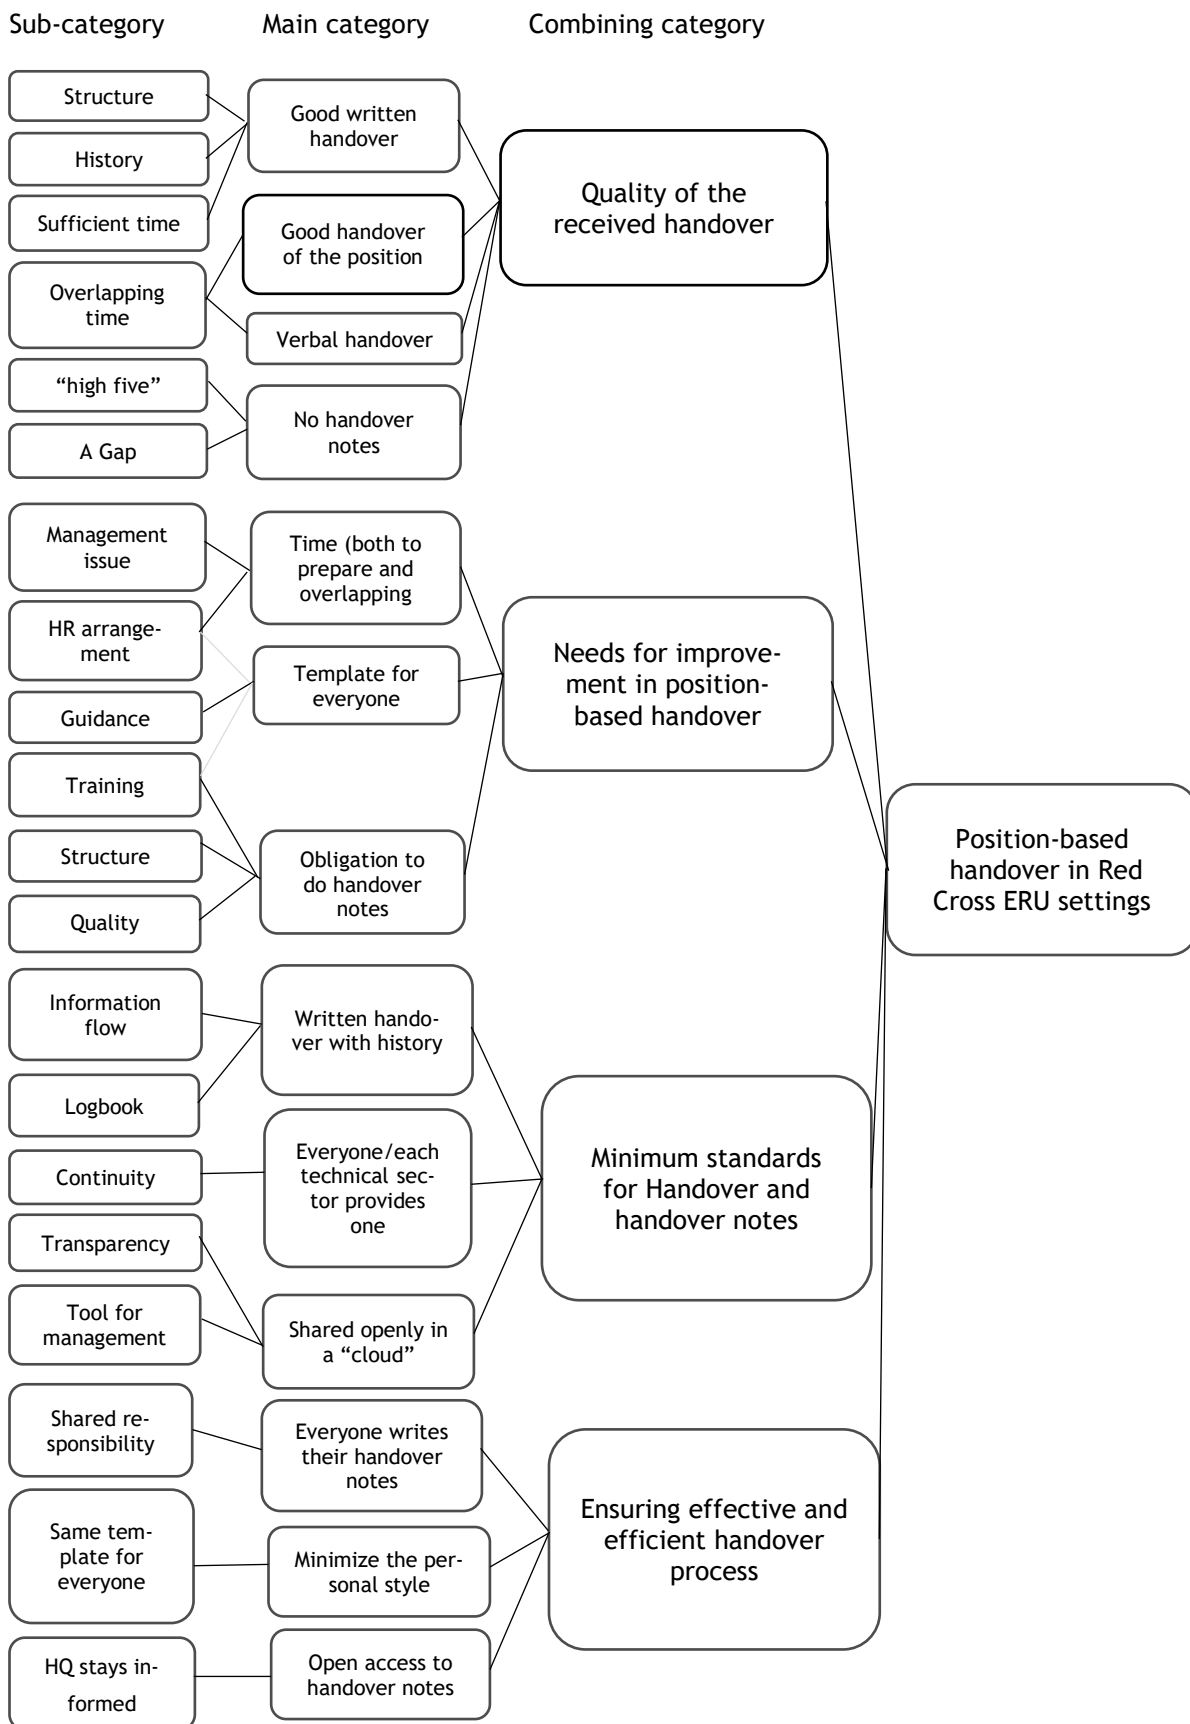 Sub-category
Main category
Combining category
Structure
History
Sufficient time
Overlapping
time
“high five”
A Gap
Good written
handover
Good handover
of the position
Verbal handover
No handover
notes
Quality of the
received handover
Management
issue
HR arrange-
ment
Guidance
Training
Structure
Quality
Time (both to
prepare and
overlapping
Template for
everyone
Obligation to
do handover
notes
Needs for improve-
ment in position-
based handover
Information
flow
Logbook
Continuity
Transparency
Tool for
management
Written hando-
ver with history
Everyone/each
technical sec-
tor provides
one
Shared openly in
a “cloud”
Minimum standards
for Handover and
handover notes
Shared re-
sponsibility
Same tem-
plate for
everyone
HQ stays in-
formed
Everyone writes
their handover
notes
Minimize the per-
sonal style
Open access to
handover notes
Ensuring effective and
efficient handover
process
Position-based
handover in Red
Cross ERU settings